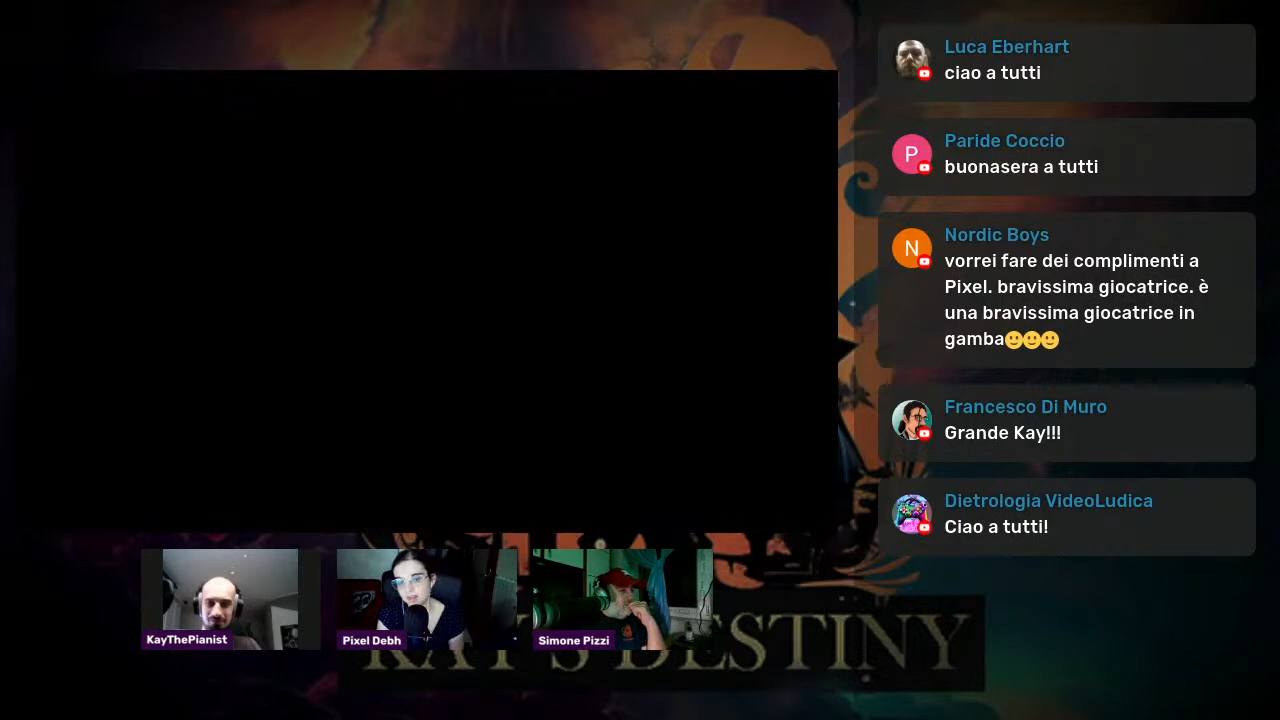 Luca Eberhart
ciao a tutti
P
Paride Coccio
buonasera a tutti
N
Nordic Boys
vorrei fare dei complimenti a
Pixel. bravissima giocatrice. è
una bravissima giocatrice in
gamba
Francesco Di Muro
Grande Kay!!!
Dietrologia VideoLudica
Ciao a tutti!
KayThePianist
Pixel Debh
Simone Pizzi
KAY'S DESTINY